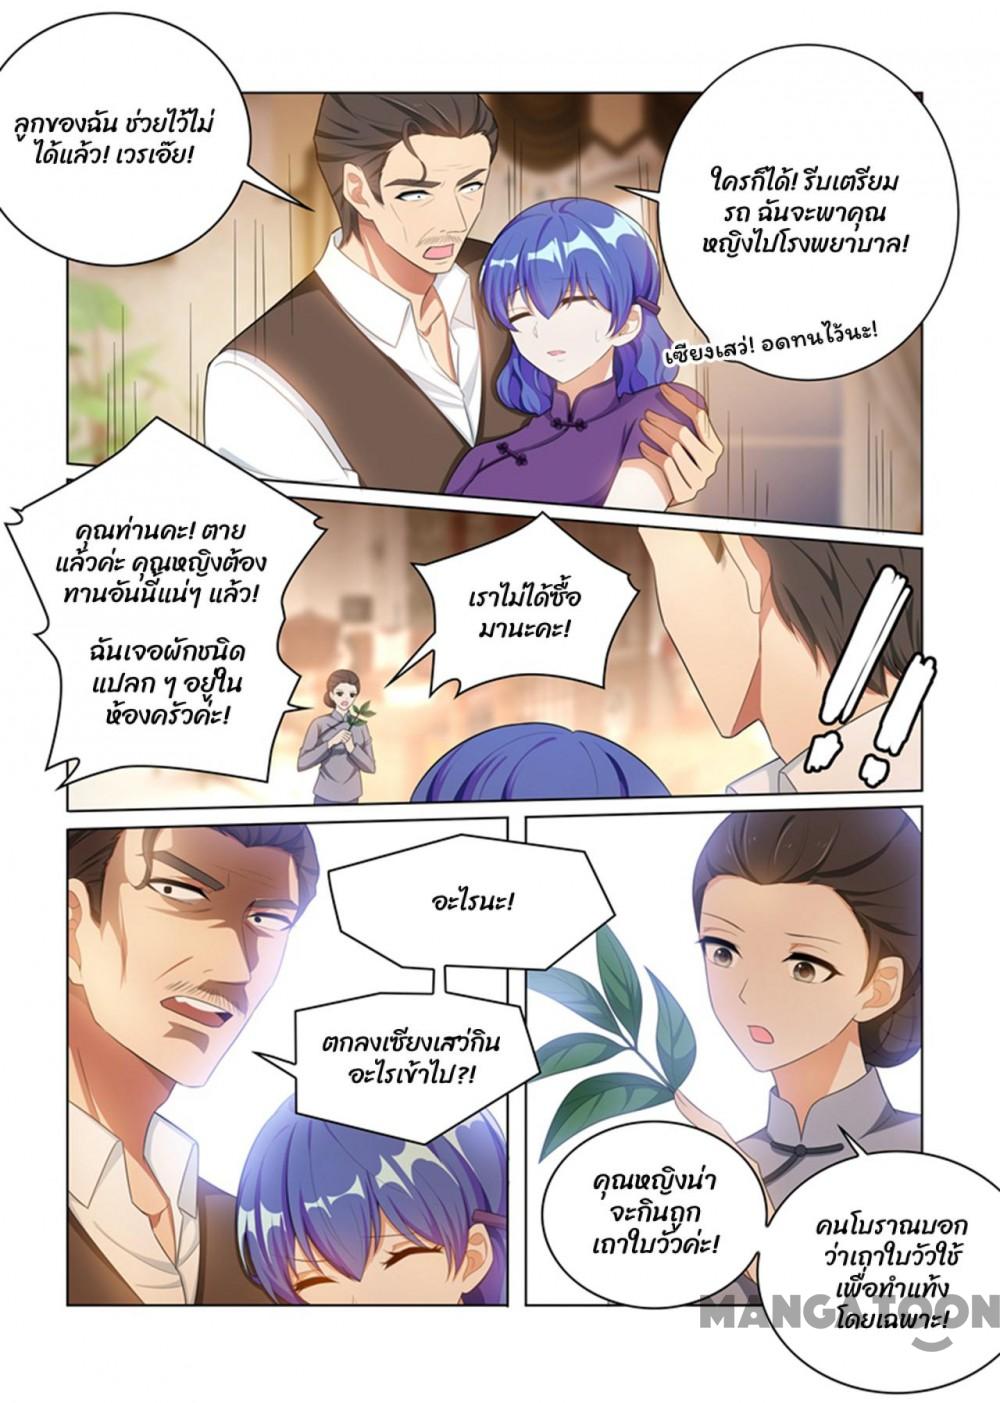 ลูกของฉัน ช่วยไว้ไม่
ได้แล้ว! เวรเอ๊ย!
ใครก็ได้! รีบเตรียม
รถ ฉันจะพาคุณ
หญิงไปโรงพยาบาล!
เซียงเสว่! อดทนไว้นะ!
คุณท่านคะ! ตาย
แล้วค่ะ คุณหญิงต้อง
ทานอันนี้แน่ๆ แล้ว!
ฉันเจอผักชนิด
แปลก ๆ อยู่ใน
ห้องครัวค่ะ!
เราไม่ได้ซื้อ
มานะคะ!
!!
อะไรนะ!
ตกลงเซียงเสว่กิน
อะไรเข้าไป?!
คุณหญิงน่า
จะกินถูก
เถาใบวัวค่ะ!
คนโบราณบอก
ว่าเถาใบวัวใช้
เพื่อทำแท้ง
โดยเฉพาะ!
MANGATOON